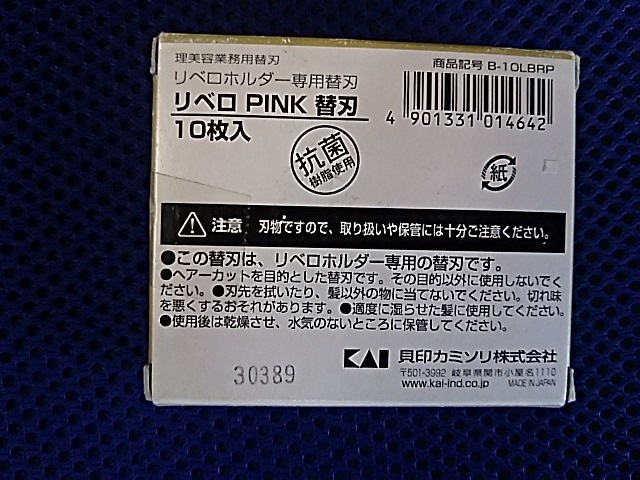 理美容業務用替刃
商品記号 B-10LBRP
リベロホルダー専用替刃
リベロ PINK 替刃
10枚入
4 901331 014642
抗菌
樹脂使用
紙
注意 刃物ですので、取り扱いや保管には十分ご注意ください。
●この替刃は、リベロホルダー専用の替刃です。
●ヘアーカットを目的とした替刃です。その目的以外に使用しないでく
ださい。●刃先を拭いたり、髪以外の物に当てないでください。切れ味
を悪くするおそれがあります。●適度に湿らせた髪に使用してください。
●使用後は乾燥させ、水気のないところに保管してください。
KAI 貝印カミソリ株式会社
〒501-3992 岐阜県関市小屋名1110
www.kai-ind.co.jp MADE IN JAPAN
30389